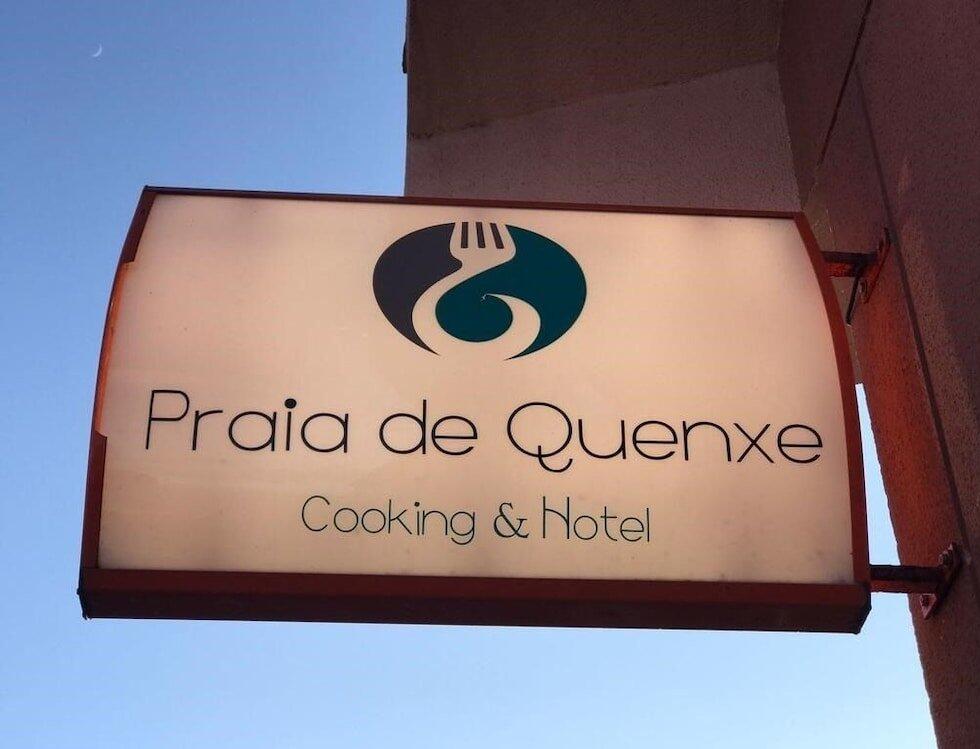 Praia de Quenxe
Cooking & Hotel